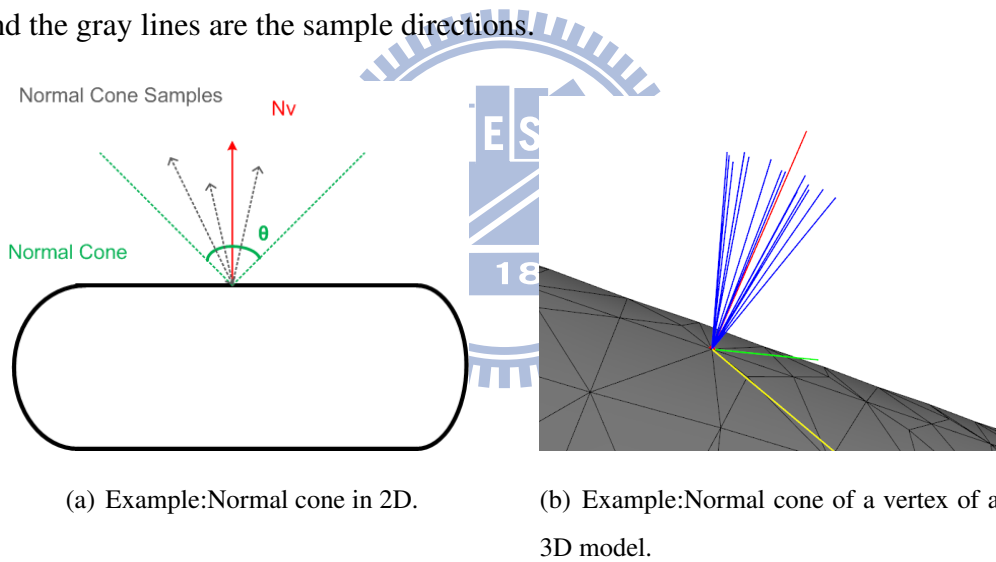 nd the gray lines are the sample directions.
Normal Cone Samples
Nv
E S
θ
Normal Cone
18
(a) Example:Normal cone in 2D.
(b) Example:Normal cone of a vertex of a
3D model.